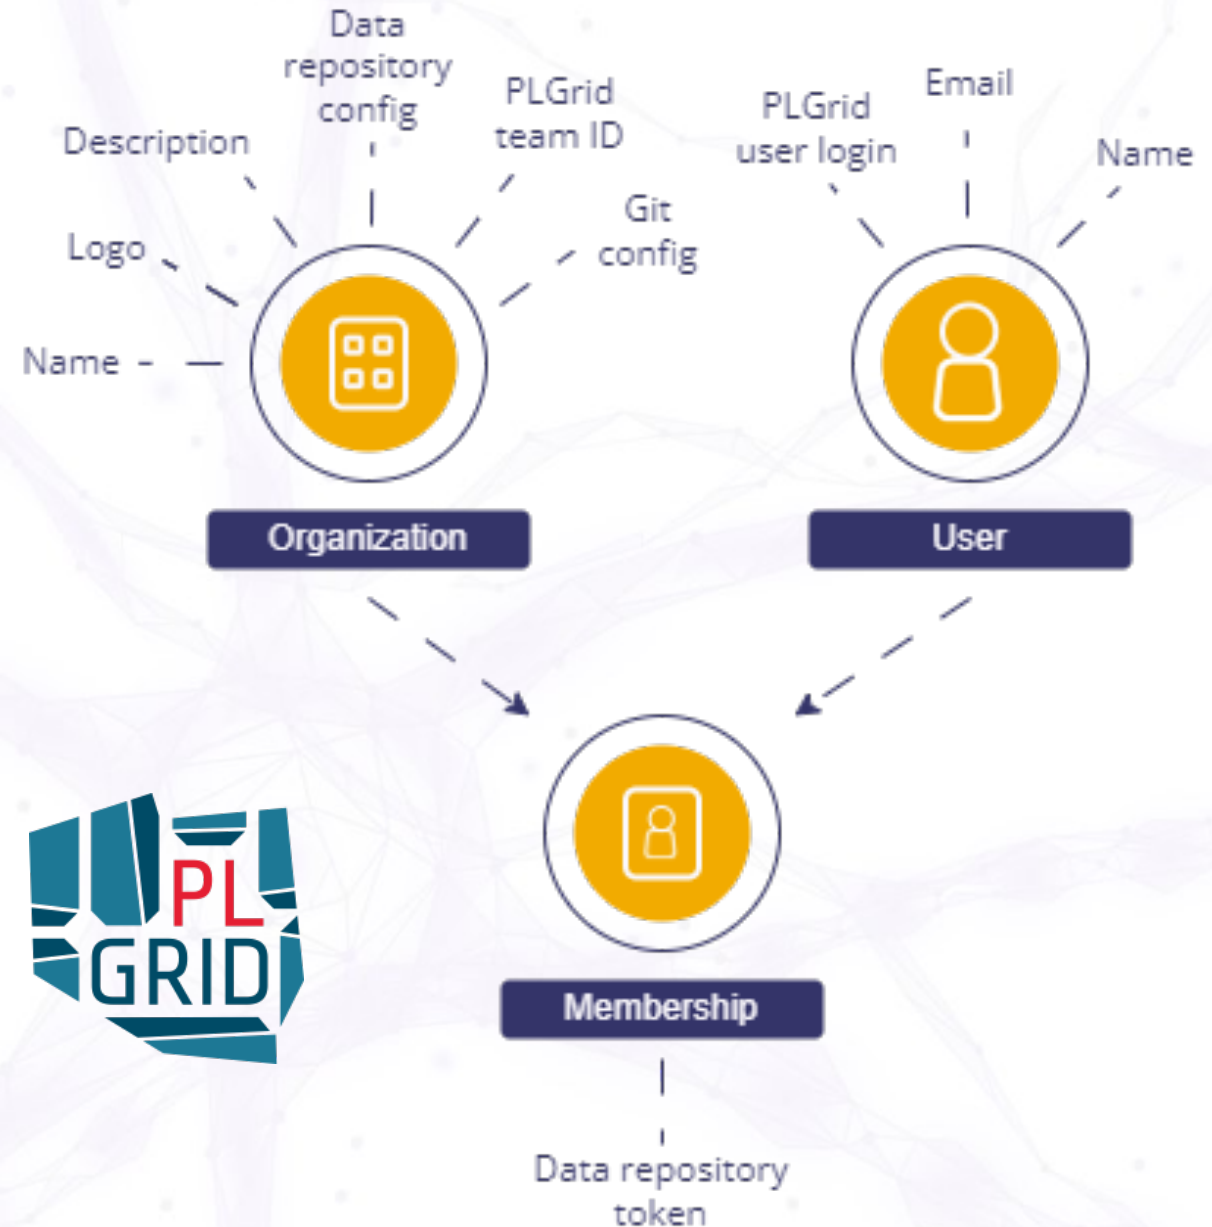 Data
repository
config
PLGrid
team ID
Description
Git
config
Logo
Name
Organization
Email
PLGrid
user login
Name
User
Membership
Data repository
token
PL
GRID